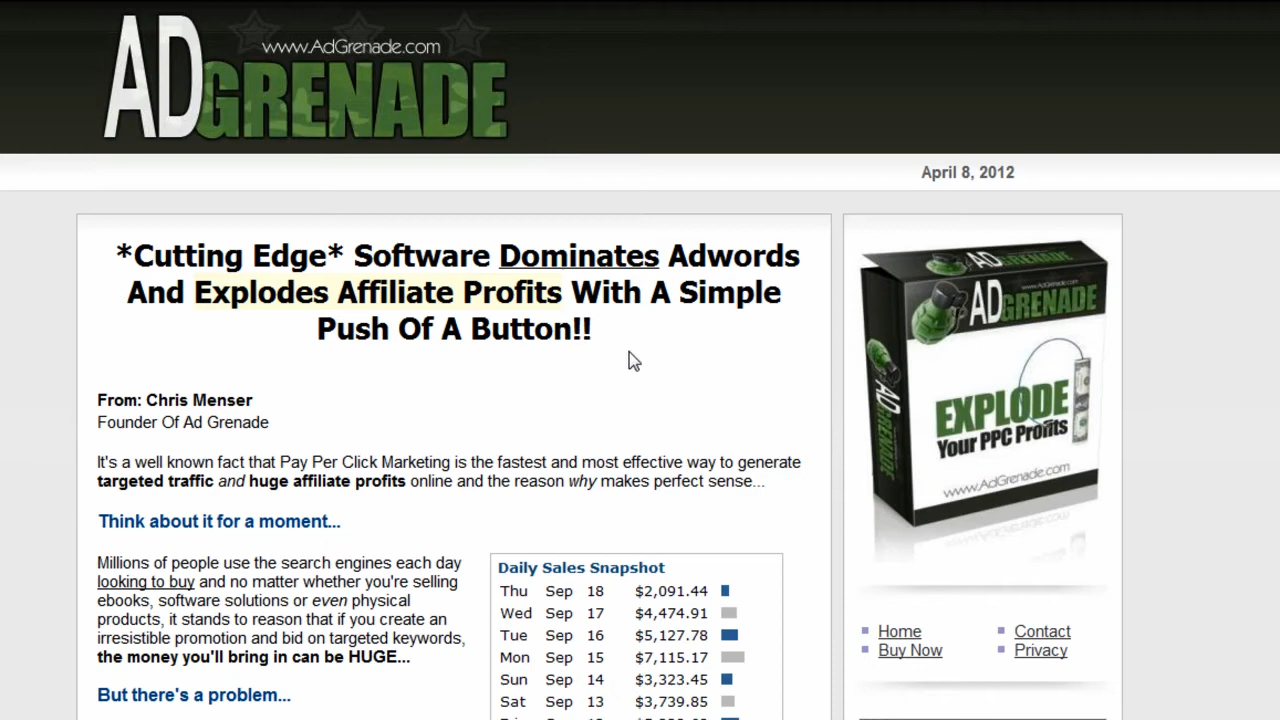 www.AdGrenade.com
ADGRENADE
April 8, 2012
*Cutting Edge* Software Dominates Adwords
And Explodes Affiliate Profits With A Simple
Push Of A Button!!
From: Chris Menser
Founder Of Ad Grenade
It's a well known fact that Pay Per Click Marketing is the fastest and most effective way to generate
targeted traffic and huge affiliate profits online and the reason why makes perfect sense...
Think about it for a moment...
Millions of people use the search engines each day
looking to buy and no matter whether you're selling
ebooks, software solutions or even physical
products, it stands to reason that if you create an
irresistible promotion and bid on targeted keywords,
the money you'll bring in can be HUGE...
But there's a problem...
Daily Sales Snapshot
Thu Sep 18 $2,091.44
Wed Sep 17 $4,474.91
Tue Sep 16 $5,127.78
Mon Sep 15 $7,115.17
Sun Sep 14 $3,323.45
Sat Sep 13 $3,739.85
ADGRENADE
www.AdGrenade.com
ADGRENADE
ADGRENADE
EXPLODE
Your PPC Profits
www.AdGrenade.com
Home
Contact
Buy Now
Privacy